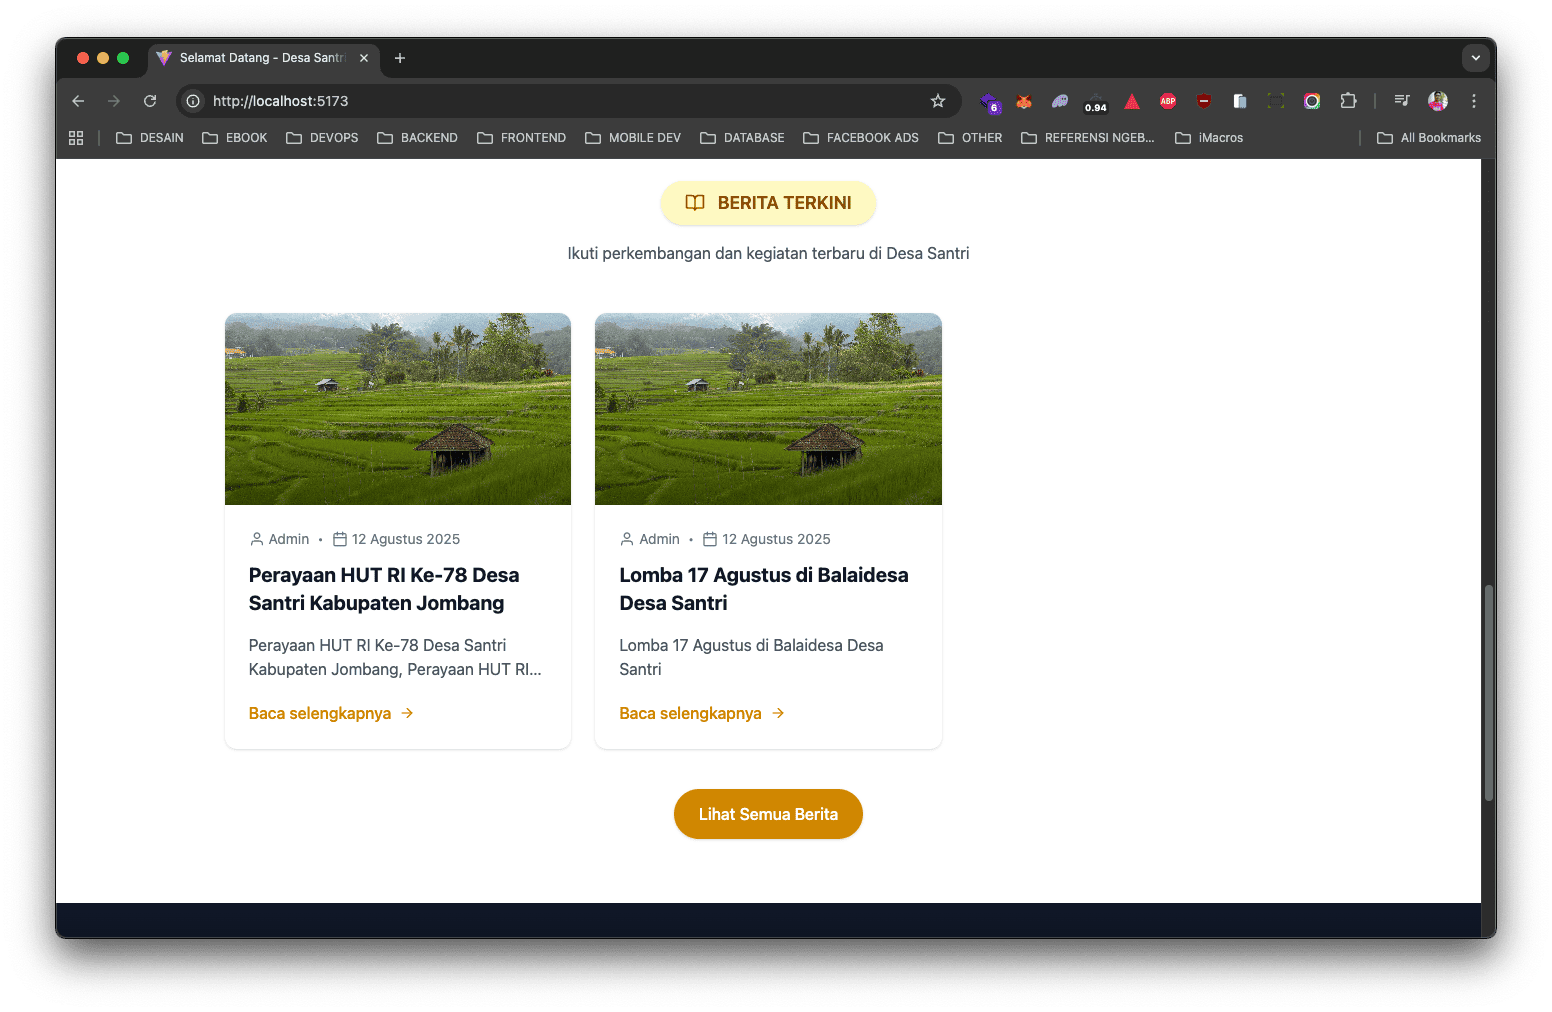 Selamat Datang - Desa Santri
http://localhost:5173
6
0.94
ABP
DESAIN
EBOOK
DEVOPS
BACKEND
FRONTEND
MOBILE DEV
DATABASE
FACEBOOK ADS
OTHER
REFERENSI NGEB...
iMacros
All Bookmarks
BERITA TERKINI
Ikuti perkembangan dan kegiatan terbaru di Desa Santri
Admin • 12 Agustus 2025
Perayaan HUT RI Ke-78 Desa
Santri Kabupaten Jombang
Perayaan HUT RI Ke-78 Desa Santri
Kabupaten Jombang, Perayaan HUT RI...
Baca selengkapnya →
Admin • 12 Agustus 2025
Lomba 17 Agustus di Balaidesa
Desa Santri
Lomba 17 Agustus di Balaidesa Desa
Santri
Baca selengkapnya →
Lihat Semua Berita